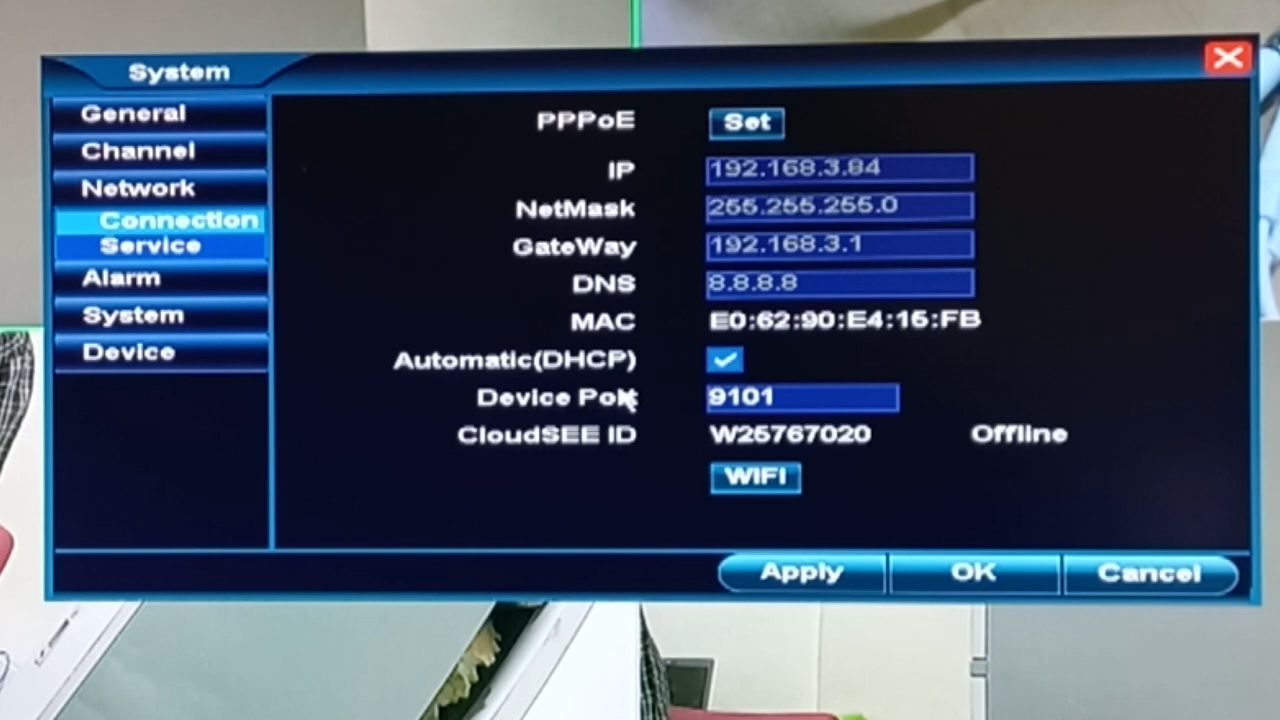 System
General
Channel
Network
Connection
Service
Alarm
System
Device
PPPoE Set
IP 192.168.3.84
NetMask 255.255.255.0
GateWay 192.168.3.1
DNS 8.8.8.8
MAC E0:62:90:E4:15:FB
Automatic(DHCP)
Device Port 9101
CloudSEE ID W25767020 Offline
WIFI
Apply OK Cancel